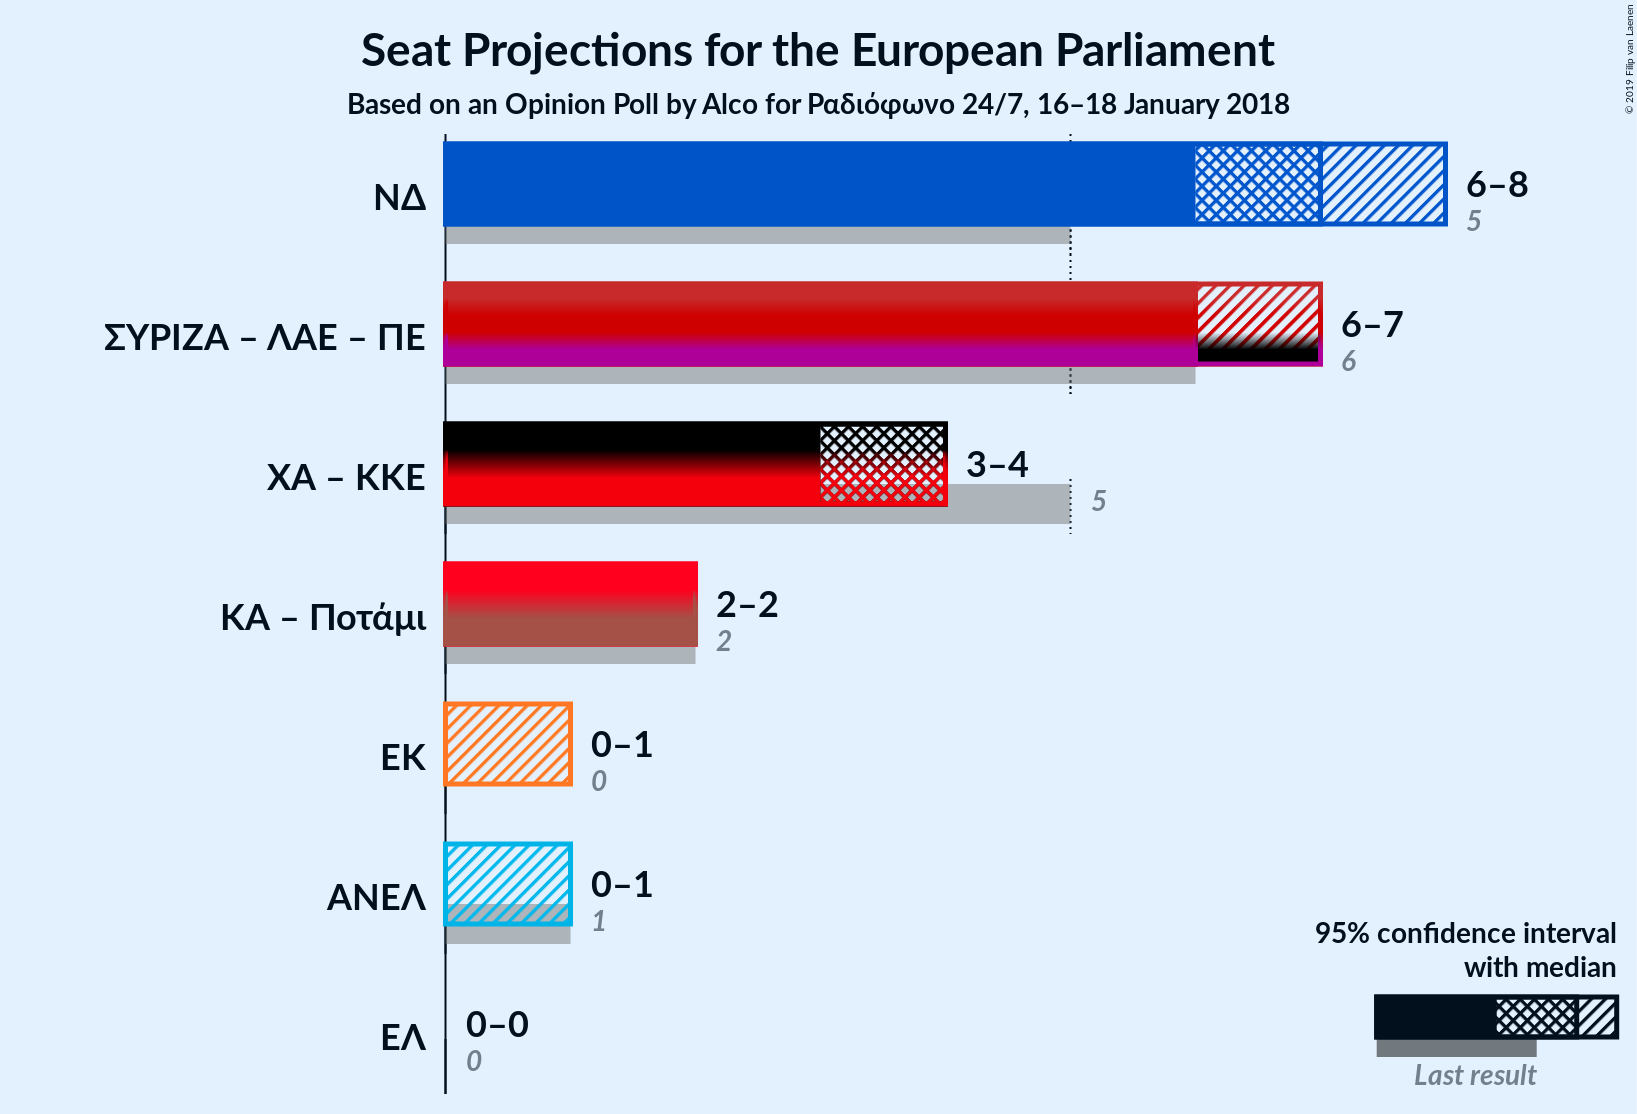 Seat Projections for the European Parliament
Based on an Opinion Poll by Alco for Ραδιόφωνο 24/7, 16–18 January 2018
© 2019 Filip van Laenen
ΝΔ
6–8
5
ΣΥΡΙΖΑ – ΛΑΕ – ΠΕ
6–7
6
ΧΑ – ΚΚΕ
3–4
5
ΚΑ – Ποτάμι
2–2
2
ΕΚ
0–1
0
ΑΝΕΛ
0–1
1
ΕΛ
0–0
0
95% confidence interval
with median
Last result